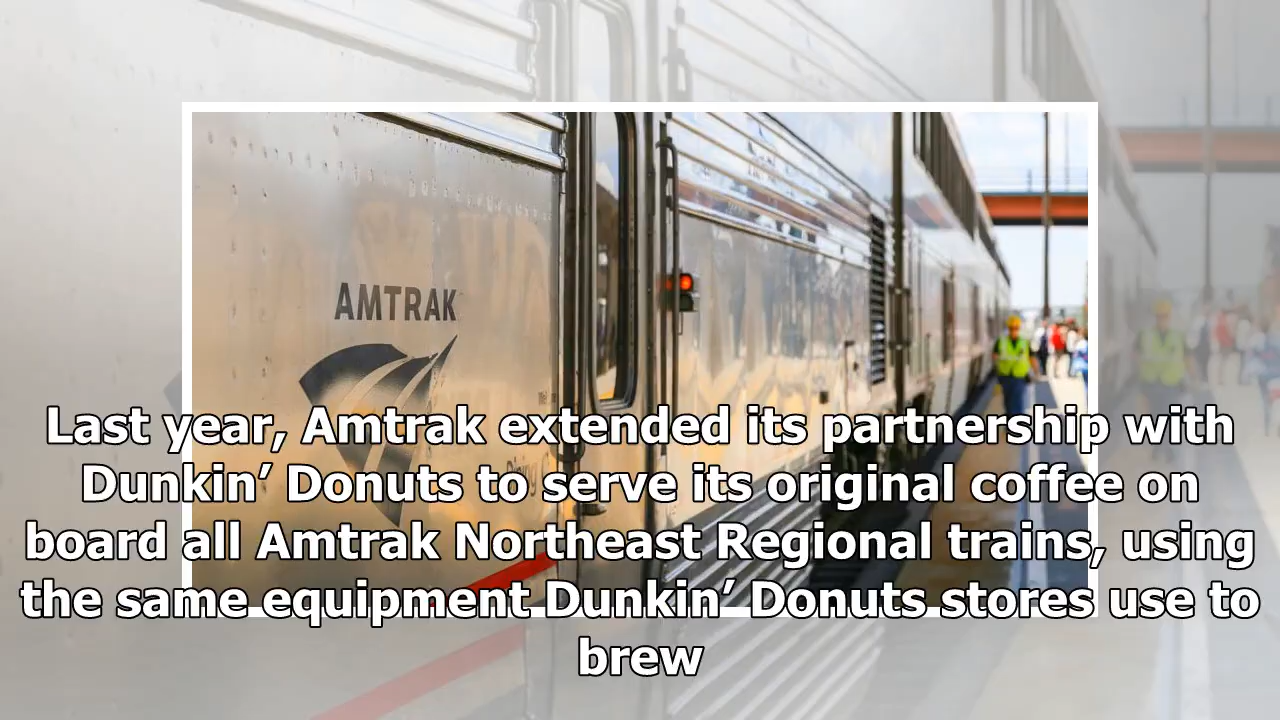 AMTRAK
Last year, Amtrak extended its partnership with
Dunkin’ Donuts to serve its original coffee on
board all Amtrak Northeast Regional trains, using
the same equipment Dunkin’ Donuts stores use to
brew